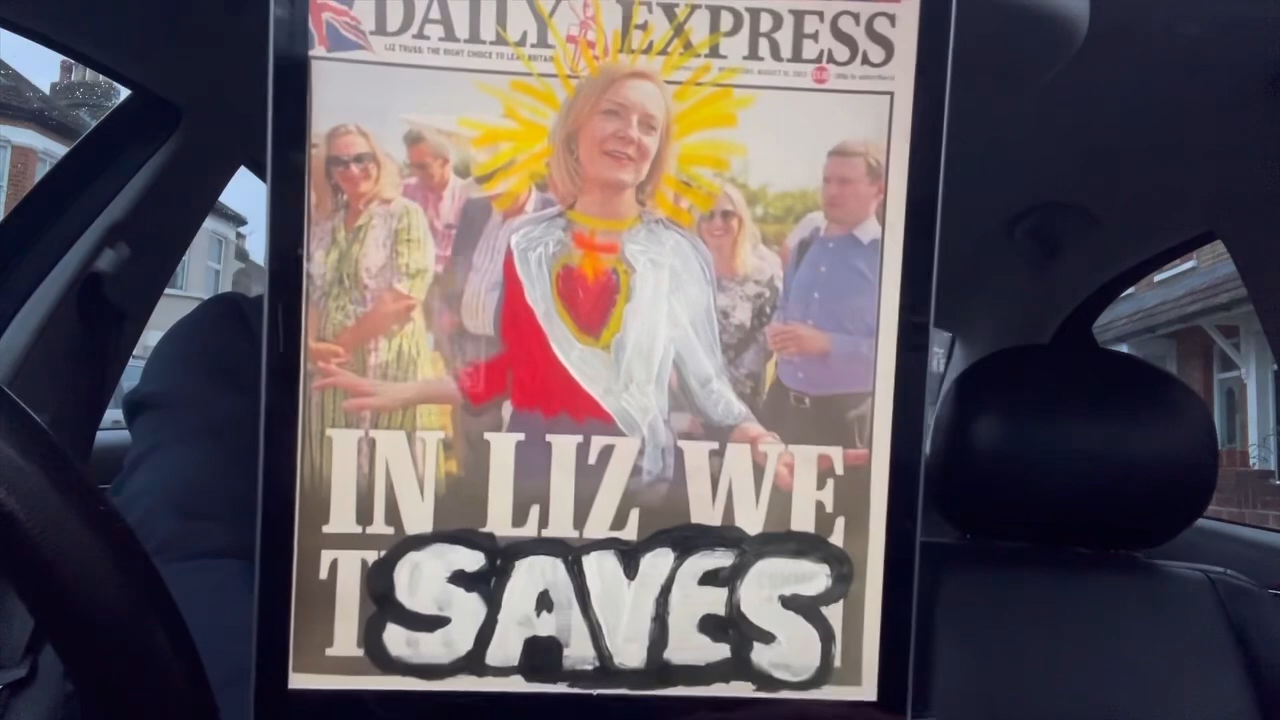 DAILY EXPRESS
LIZ TRUSS: THE RIGHT CHOICE TO LEAD BRITAIN
IN LIZ WE
T
SAVES